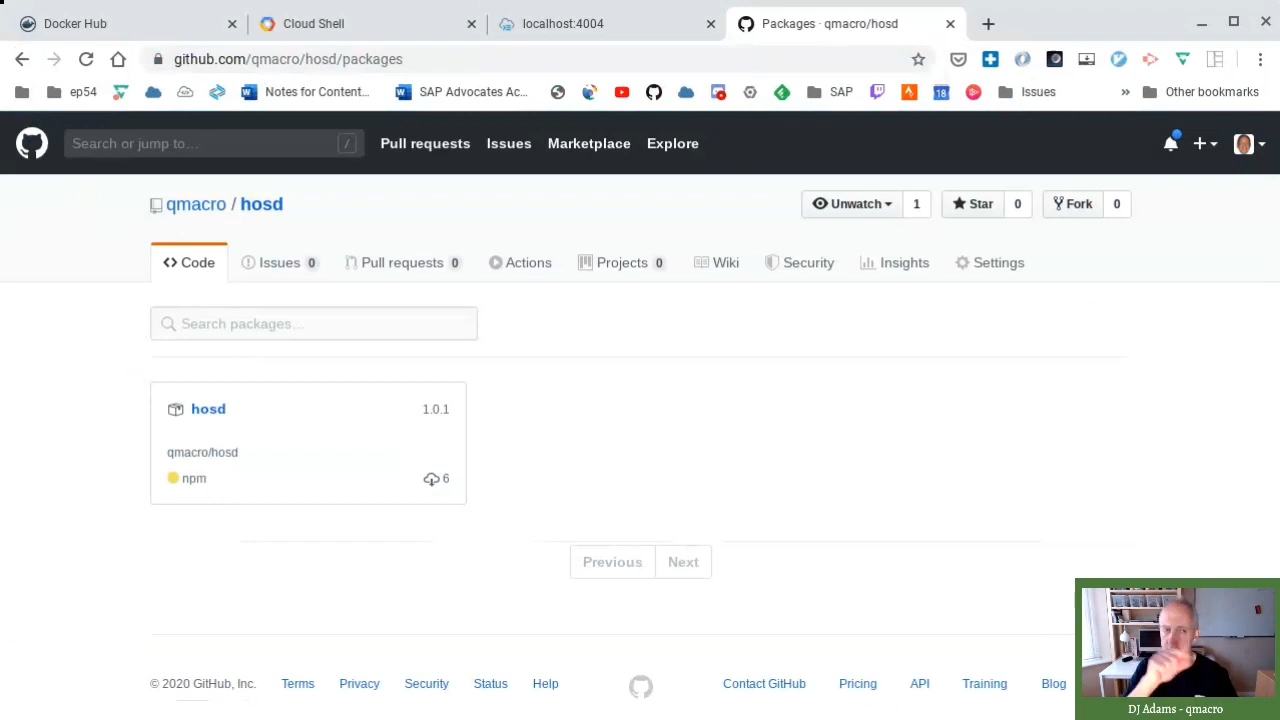 Docker Hub
Cloud Shell
localhost:4004
Packages · qmacro/hosd
github.com/qmacro/hosd/packages
ep54
Notes for Content...
SAP Advocates Ac...
SAP
18
Issues
»
Other bookmarks
Search or jump to...
/
Pull requests
Issues
Marketplace
Explore
qmacro / hosd
Unwatch
1
Star
0
Fork
0
Code
Issues 0
Pull requests 0
Actions
Projects 0
Wiki
Security
Insights
Settings
Search packages...
hosd
1.0.1
qmacro/hosd
npm
6
Previous
Next
© 2020 GitHub, Inc.
Terms
Privacy
Security
Status
Help
Contact GitHub
Pricing
API
Training
Blog
DJ Adams - qmacro